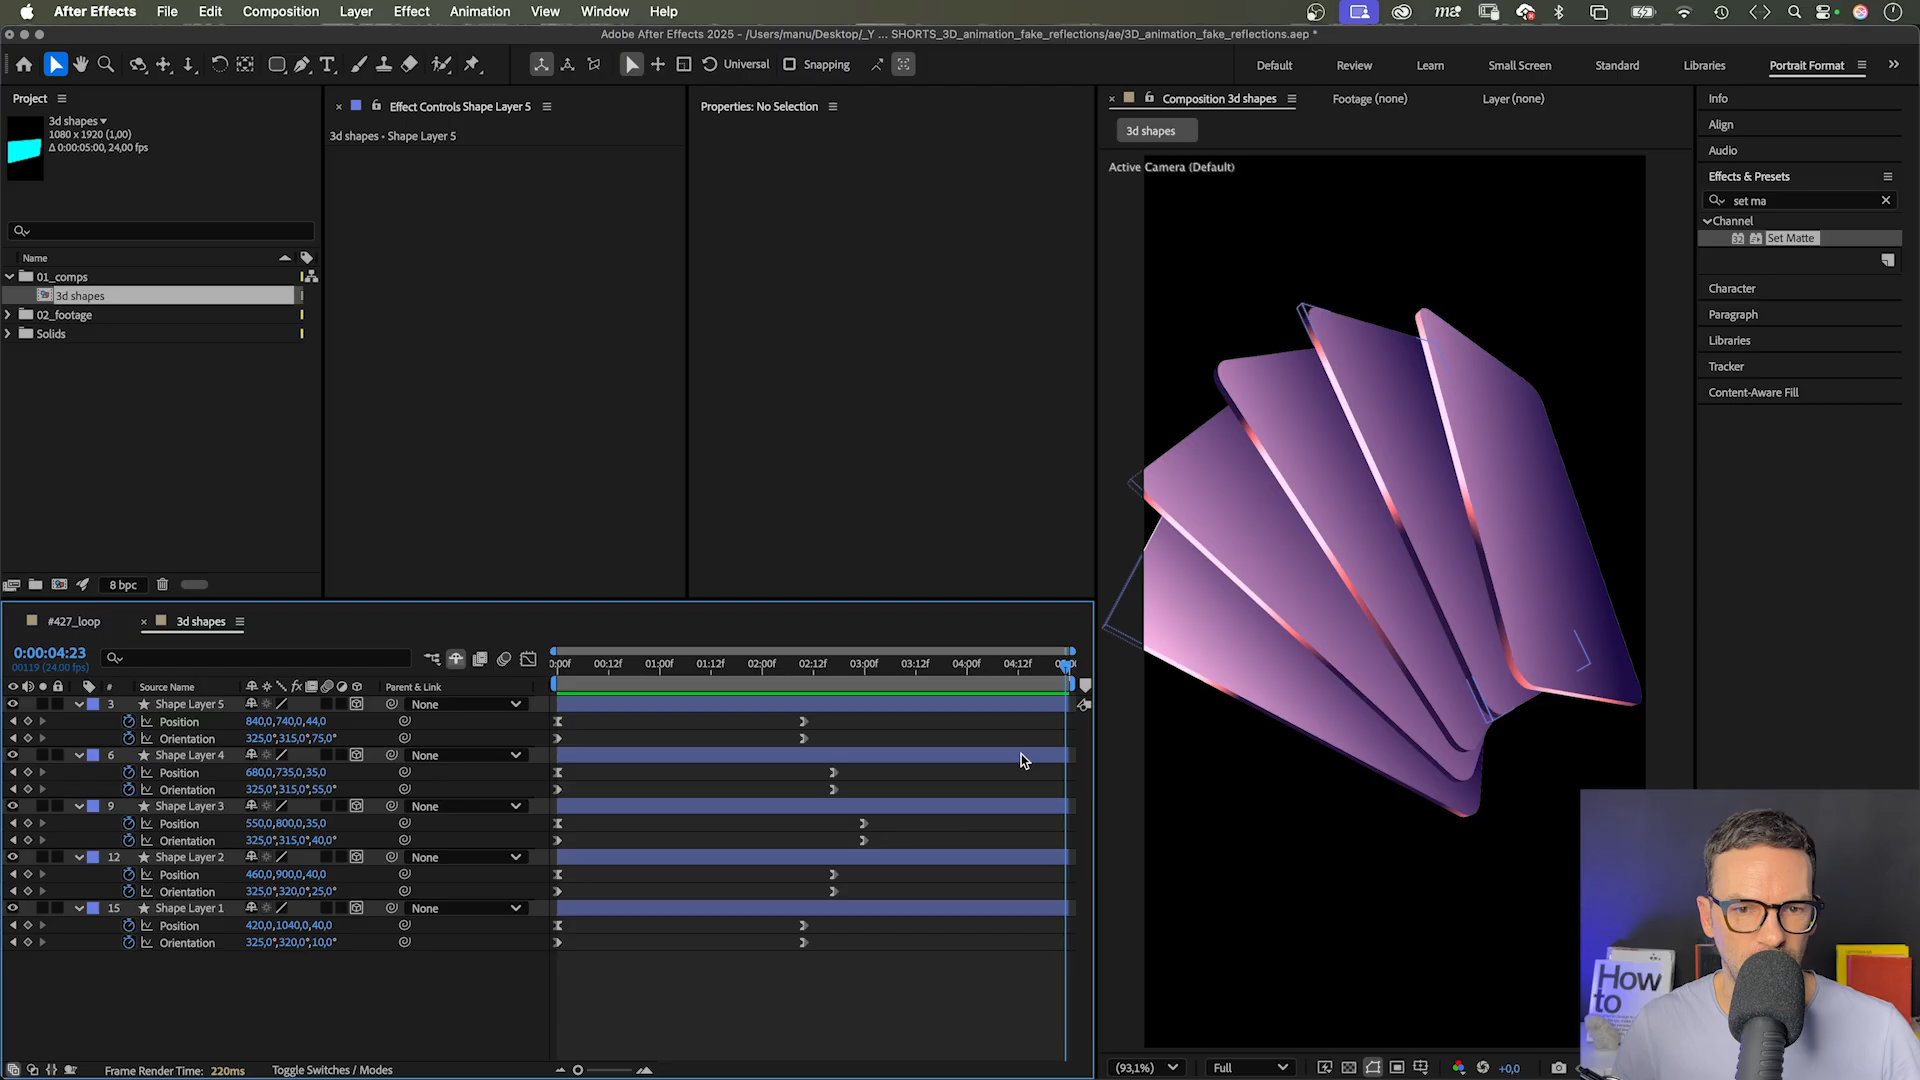 After Effects File Edit Composition Layer Effect Animation View Window Help
Adobe After Effects 2025 - /Users/manu/Desktop/_Y ... SHORTS_3D_animation_fake_reflections/ae/3D_animation_fake_reflections.aep *
Universal Snapping Default Review Learn Small Screen Standard Libraries Portrait Format
Project
3d shapes
1080 x 1920 (1,00)
Δ 0:00:05:00, 24,00 fps
Name
01_comps
3d shapes
02_footage
Solids
8 bpc
Effect Controls Shape Layer 5
3d shapes • Shape Layer 5
Properties: No Selection
Composition 3d shapes Footage (none) Layer (none)
3d shapes
Active Camera (Default)
(93,1%) Full +0,0
Info
Align
Audio
Effects & Presets
set ma
Channel
32 Set Matte
Character
Paragraph
Libraries
Tracker
Content-Aware Fill
#427_loop 3d shapes
0:00:04:23
00119 (24.00 fps)
0:00f 00:12f 01:00f 01:12f 02:00f 02:12f 03:00f 03:12f 04:00f 04:12f
# Source Name Parent & Link
3 Shape Layer 5 None
Position 840,0,740,0,44,0
Orientation 325,0°,315,0°,75,0°
6 Shape Layer 4 None
Position 680,0,735,0,35,0
Orientation 325,0°,315,0°,55,0°
9 Shape Layer 3 None
Position 550,0,800,0,35,0
Orientation 325,0°,315,0°,40,0°
12 Shape Layer 2 None
Position 460,0,900,0,40,0
Orientation 325,0°,320,0°,25,0°
15 Shape Layer 1 None
Position 420,0,1040,0,40,0
Orientation 325,0°,320,0°,10,0°
Frame Render Time: 220ms Toggle Switches / Modes
How
to